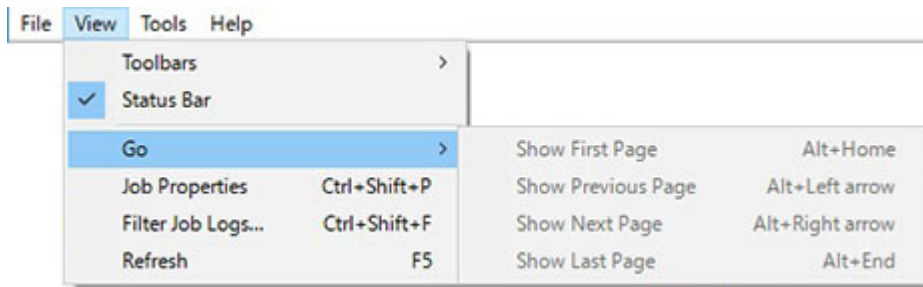 File View Tools Help
Toolbars
Status Bar
Go
Show First Page Alt+Home
Job Properties Ctrl+Shift+P
Show Previous Page Alt+Left arrow
Filter Job Logs... Ctrl+Shift+F
Show Next Page Alt+Right arrow
Refresh F5
Show Last Page Alt+End